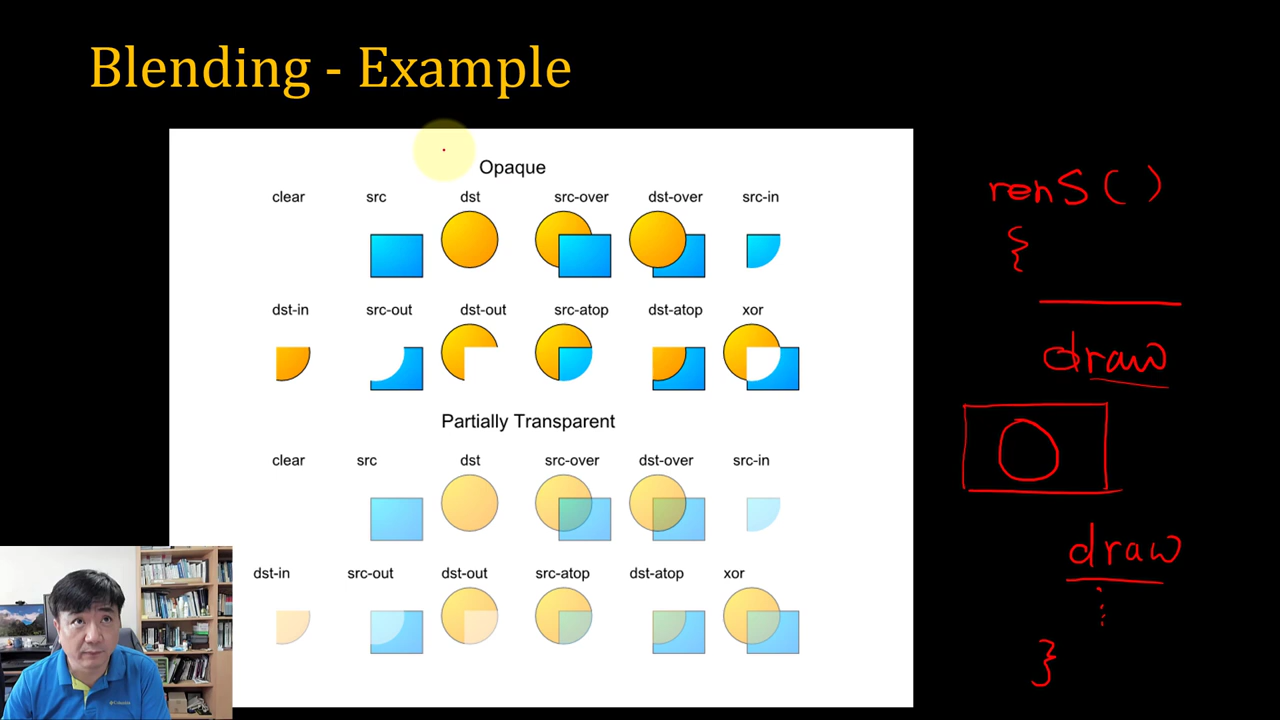 Blending - Example
Opaque
clear src dst src-over dst-over src-in
dst-in src-out dst-out src-atop dst-atop xor
Partially Transparent
clear src dst src-over dst-over src-in
dst-in src-out dst-out src-atop dst-atop xor
renS ( )
{
draw
draw
⋮
}
Columbia